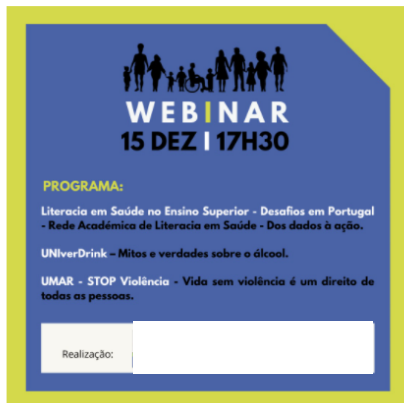 WEBINAR
15 DEZ I 17H30
PROGRAMA:
Literacia em Saúde no Ensino Superior - Desafios em Portugal
- Rede Académica de Literacia em Saúde - Dos dados à ação.
UNIverDrink – Mitos e verdades sobre o álcool.
UMAR - STOP Violência - Vida sem violência é um direito de
todas as pessoas.
Realização: